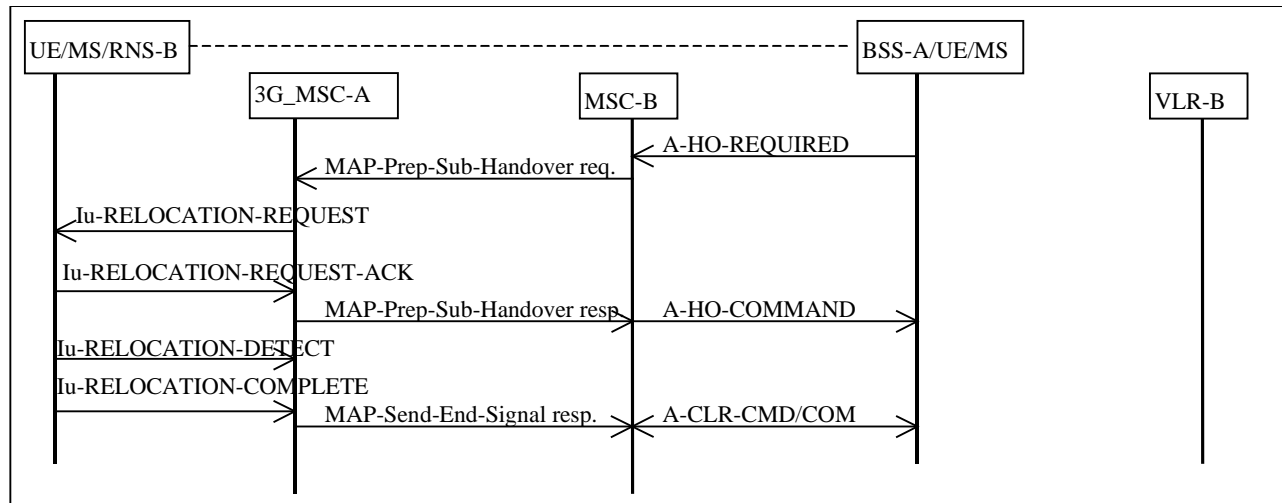 UE/MS/RNS-B
BSS-A/UE/MS
3G_MSC-A
MSC-B
VLR-B
A-HO-REQUIRED
MAP-Prep-Sub-Handover req.
Iu-RELOCATION-REQUEST
Iu-RELOCATION-REQUEST-ACK
MAP-Prep-Sub-Handover resp
A-HO-COMMAND
Iu-RELOCATION-DETECT
Iu-RELOCATION-COMPLETE
MAP-Send-End-Signal resp.
A-CLR-CMD/COM